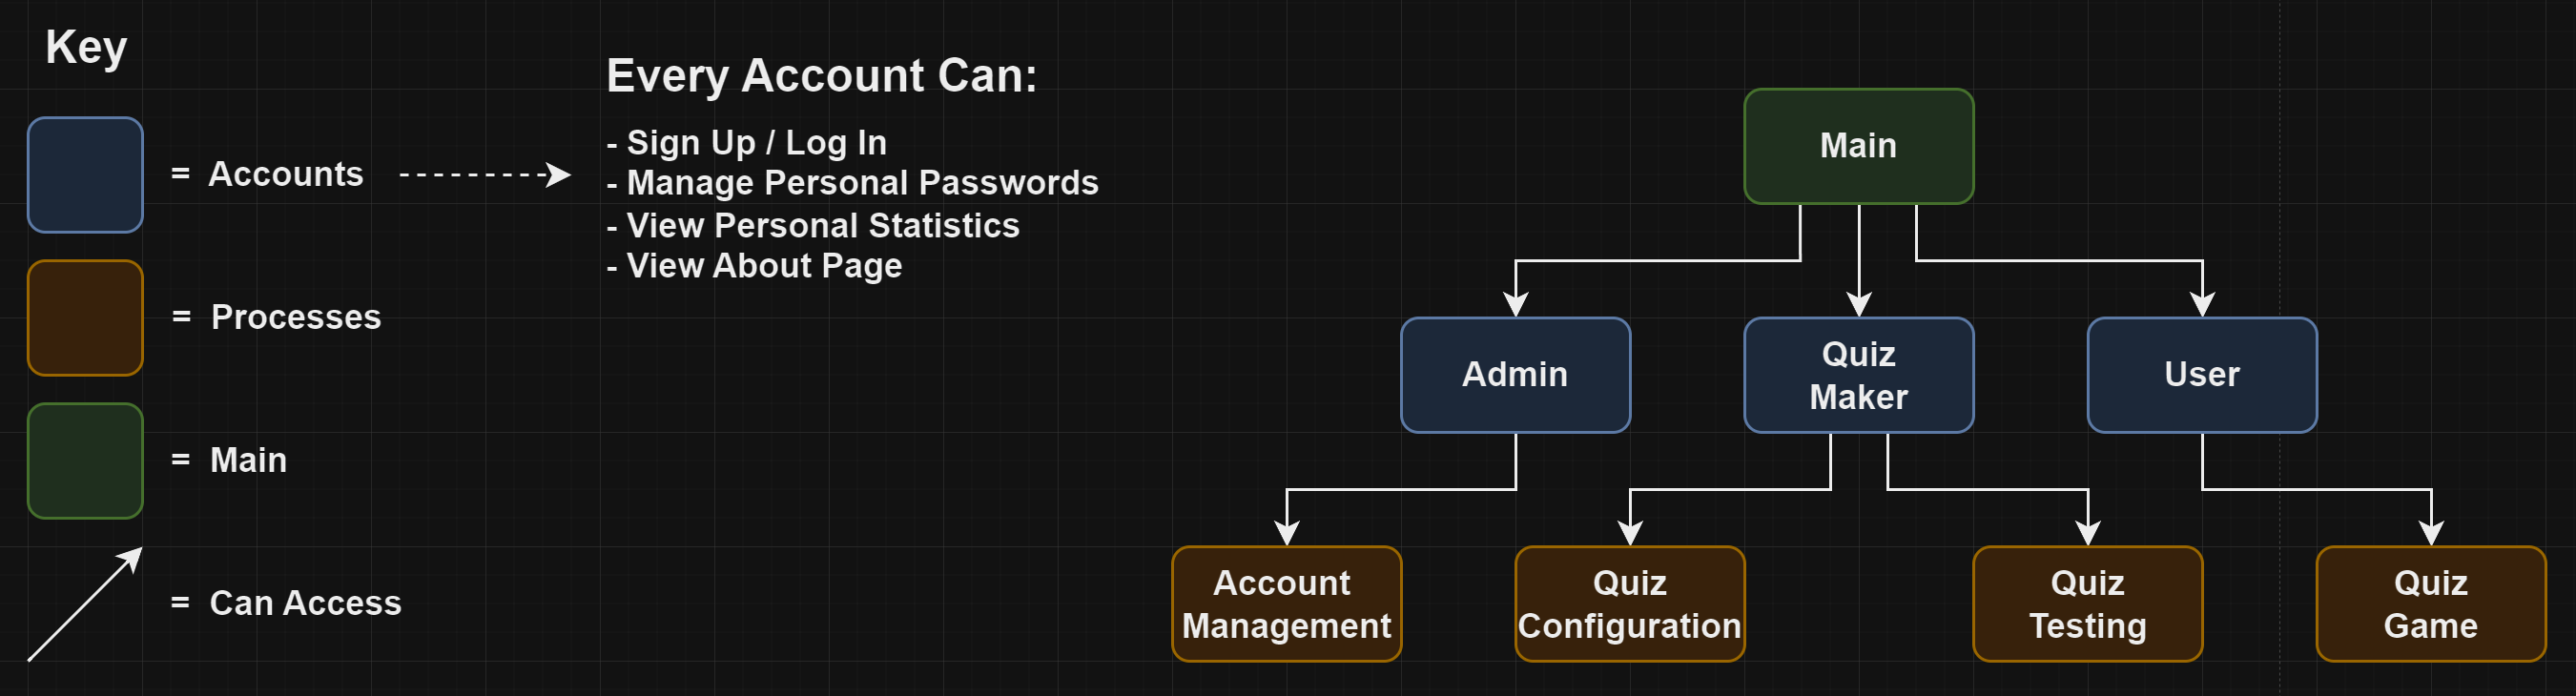 Key
= Accounts
= Processes
= Main
= Can Access
Every Account Can:
- Sign Up / Log In
- Manage Personal Passwords
- View Personal Statistics
- View About Page
Main
Admin
Quiz
Maker
User
Account
Management
Quiz
Configuration
Quiz
Testing
Quiz
Game